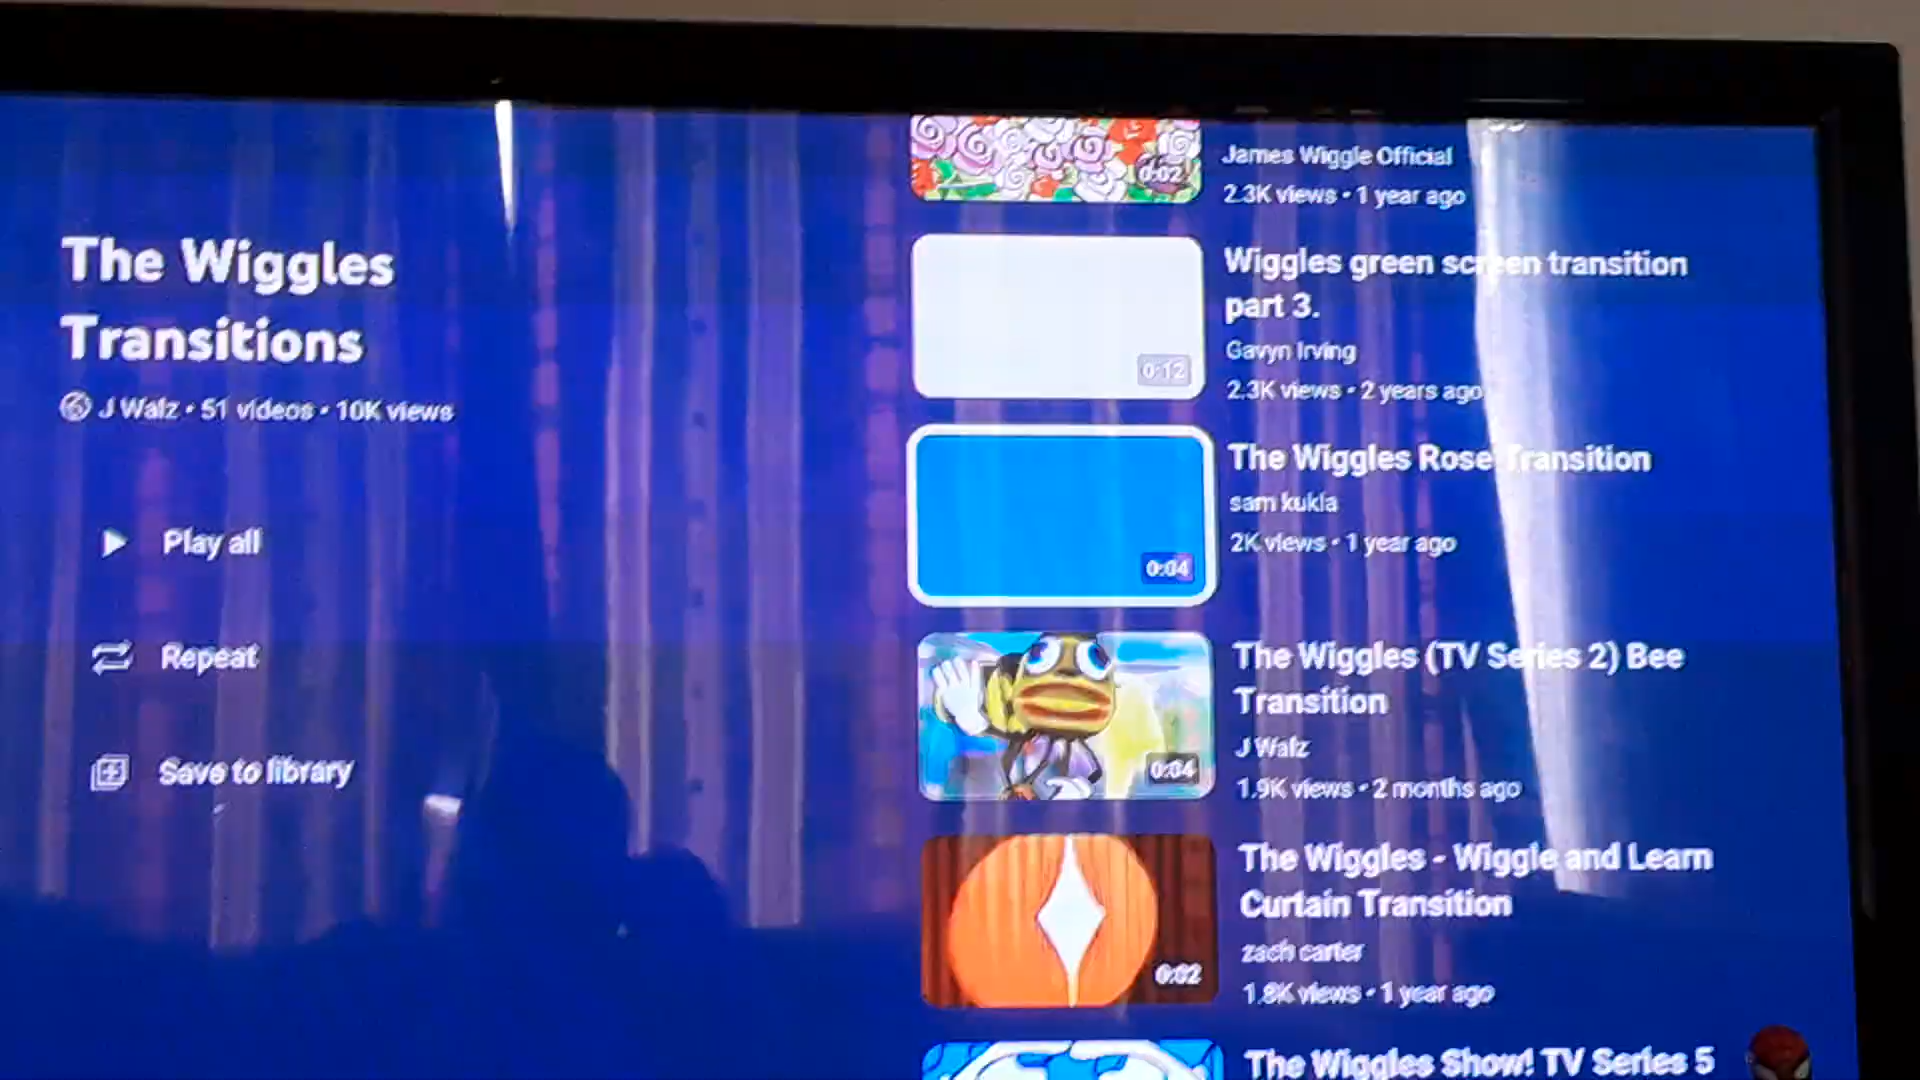 The Wiggles
Transitions
J Walz • 51 videos • 10K views
Play all
Repeat
Save to library
0:02
James Wiggle Official
2.3K views • 1 year ago
0:12
Wiggles green screen transition
part 3.
Gavyn Irving
2.3K views • 2 years ago
0:04
The Wiggles Rose Transition
sam kukla
2K views • 1 year ago
0:04
The Wiggles (TV Series 2) Bee
Transition
J Walz
1.9K views • 2 months ago
0:02
The Wiggles - Wiggle and Learn
Curtain Transition
zach carter
1.8K views • 1 year ago
The Wiggles Show! TV Series 5